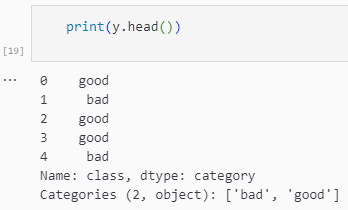 print(y.head())
[19]
...
0 good
1 bad
2 good
3 good
4 bad
Name: class, dtype: category
Categories (2, object): ['bad', 'good']